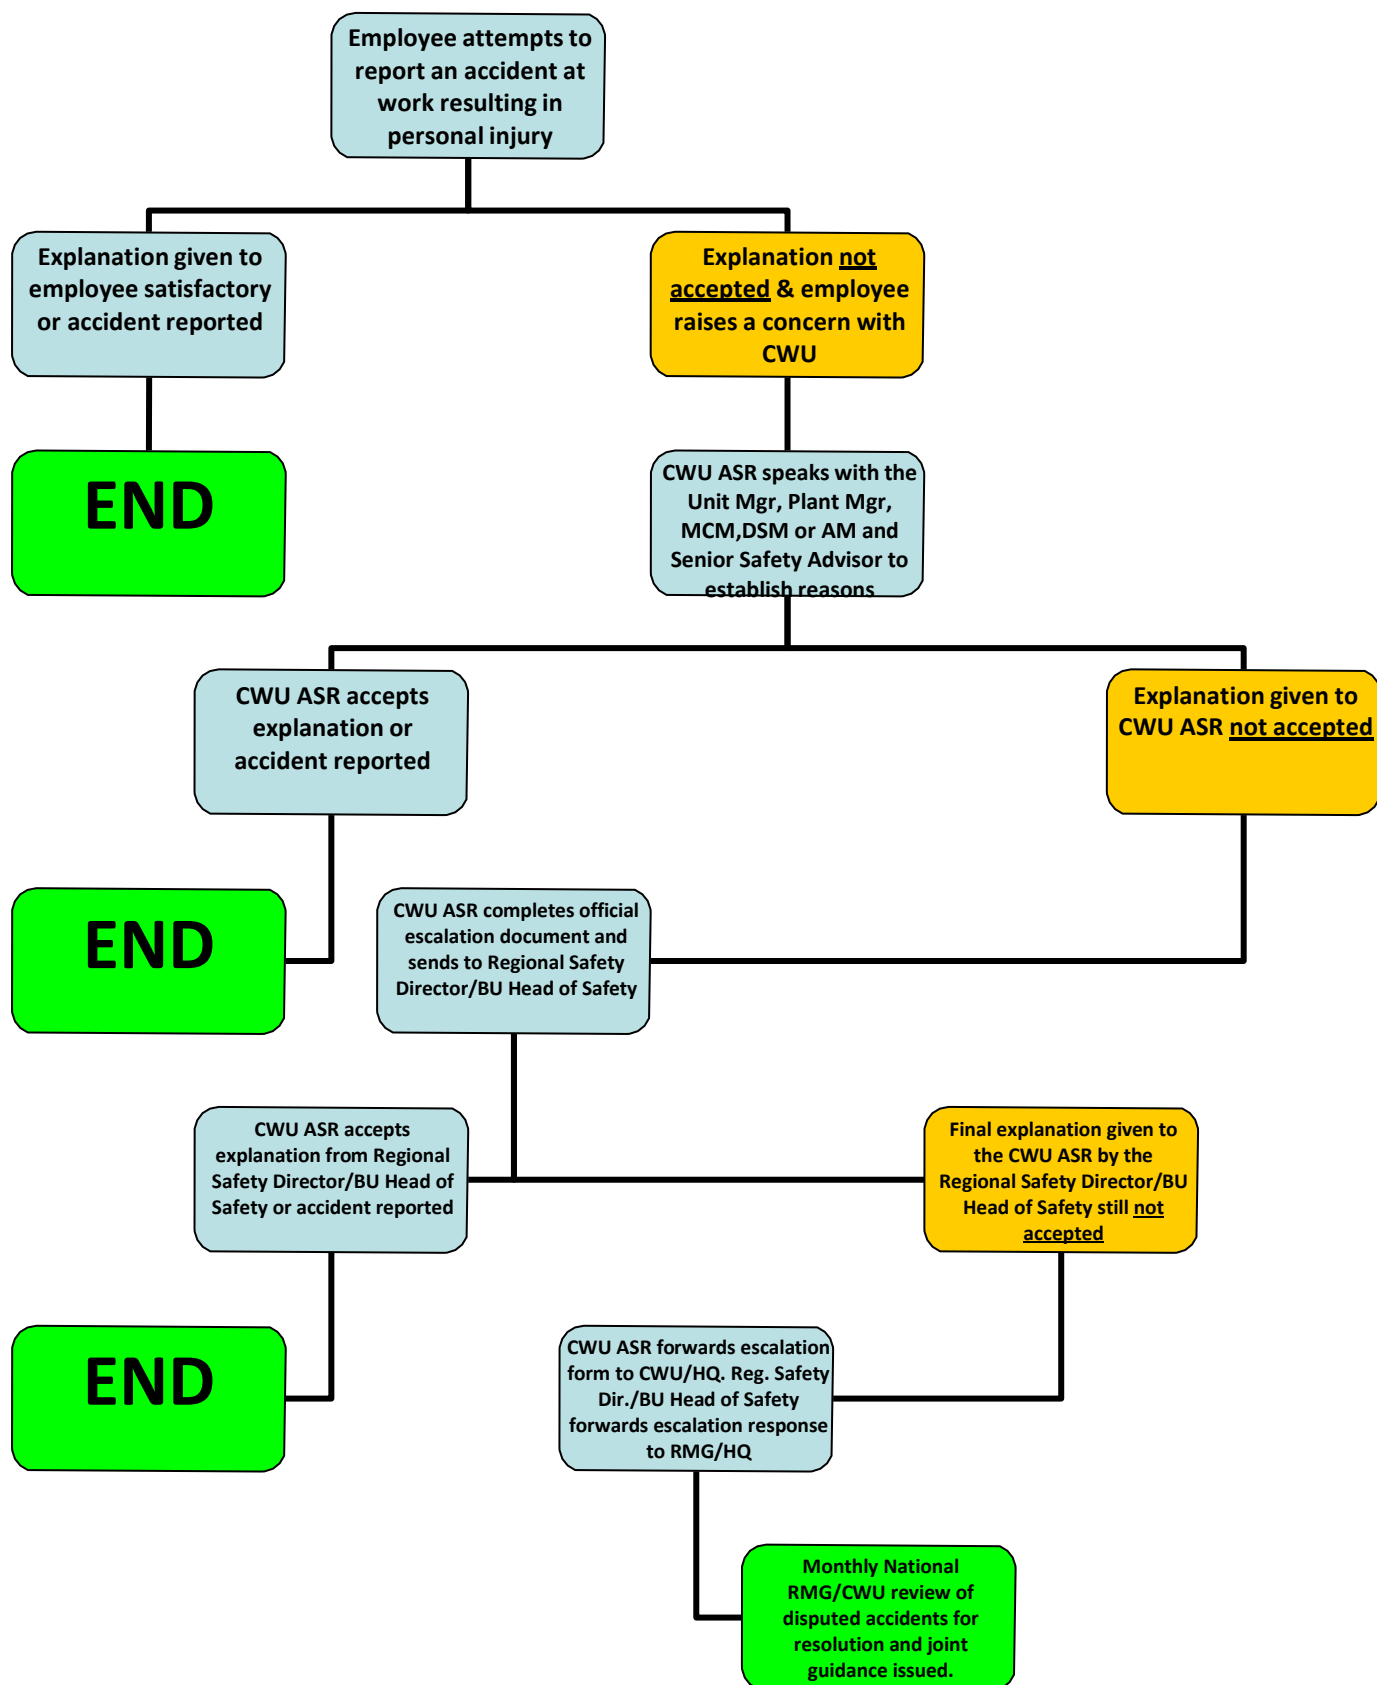 Employee attempts to
report an accident at
work resulting in
personal injury
Explanation given to
employee satisfactory
or accident reported
Explanation not
accepted & employee
raises a concern with
CWU
END
CWU ASR speaks with the
Unit Mgr, Plant Mgr,
MCM,DSM or AM and
Senior Safety Advisor to
establish reasons
CWU ASR accepts
explanation or
accident reported
Explanation given to
CWU ASR not accepted
END
CWU ASR completes official
escalation document and
sends to Regional Safety
Director/BU Head of Safety
CWU ASR accepts
explanation from Regional
Safety Director/BU Head of
Safety or accident reported
Final explanation given to
the CWU ASR by the
Regional Safety Director/BU
Head of Safety still not
accepted
END
CWU ASR forwards escalation
form to CWU/HQ. Reg. Safety
Dir./BU Head of Safety
forwards escalation response
to RMG/HQ
Monthly National
RMG/CWU review of
disputed accidents for
resolution and joint
guidance issued.